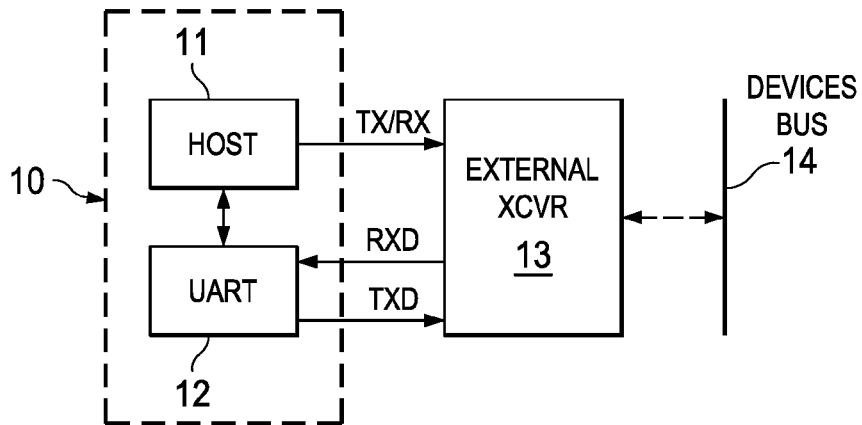 11
HOST
TX/RX
EXTERNAL
XCVR
13
DEVICES
BUS
14
10
RXD
UART
TXD
12